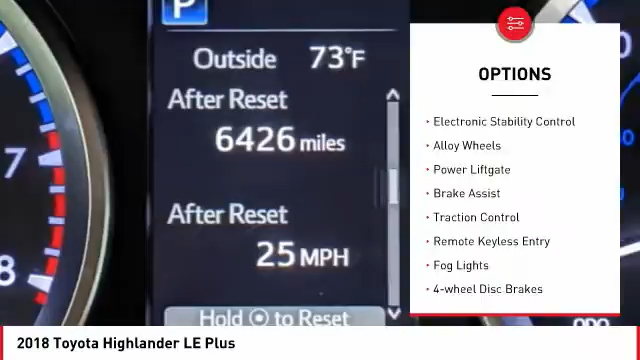 P
Outside 73°F
After Reset
6426 miles
After Reset
25 MPH
Hold ⦿ to Reset
7
8
0
ODO
OPTIONS
• Electronic Stability Control
• Alloy Wheels
• Power Liftgate
• Brake Assist
• Traction Control
• Remote Keyless Entry
• Fog Lights
• 4-wheel Disc Brakes
2018 Toyota Highlander LE Plus